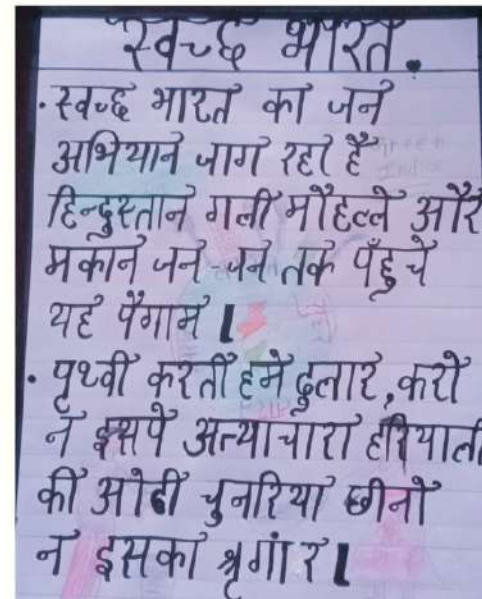 स्वच्छ भारत.
• स्वच्छ भारत का जन
अभियान जाग रहा है
हिन्दुस्तान गली मौहल्ले और
मकान जन-जन तक पँहुचे
यह पैंगाम।
• पृथ्वी करती हमे दुलार, करो
न इसपे अत्याचारा हरियाली
की ओढी चुनरिया छीनो
न इसका श्रृगांर।